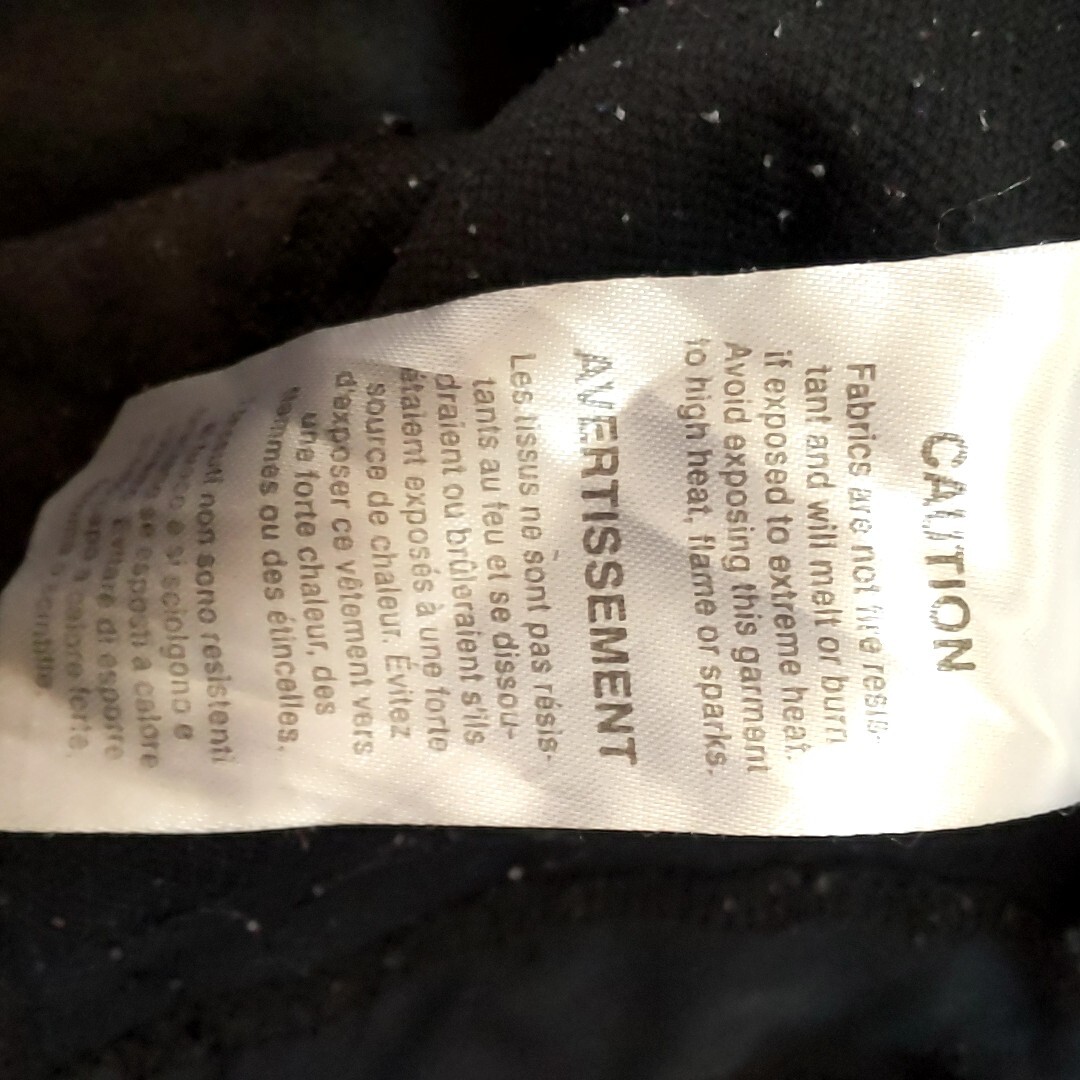 CAUTION
Fabrics are not fire resis-
tant and will melt or burn
if exposed to extreme heat.
Avoid exposing this garment
to high heat, flame or sparks.
AVERTISSEMENT
Les tissus ne sont pas résis-
tants au feu et se dissou-
draient ou brûleraient s'ils
étaient exposés à une forte
source de chaleur. Évitez
d'exposer ce vêtement vers
une forte chaleur, des
flammes ou des étincelles.
non sono resistenti
e si sciolgono e
se esposti a calore
Evitare di esporre
capo a calore forte,